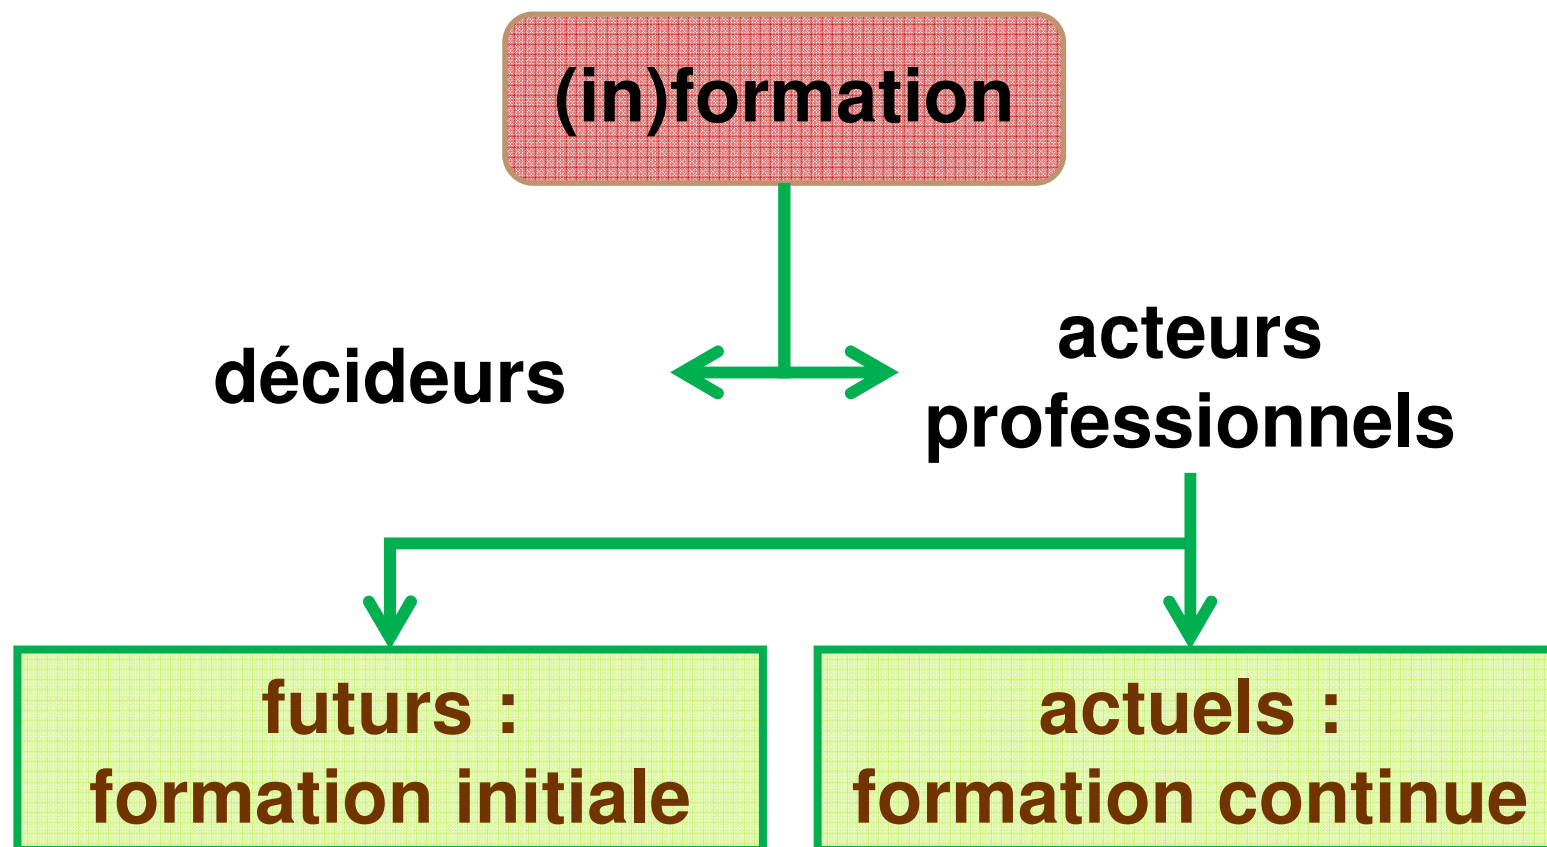 (in)formation
décideurs
acteurs
professionnels
futurs :
formation initiale
actuels :
formation continue